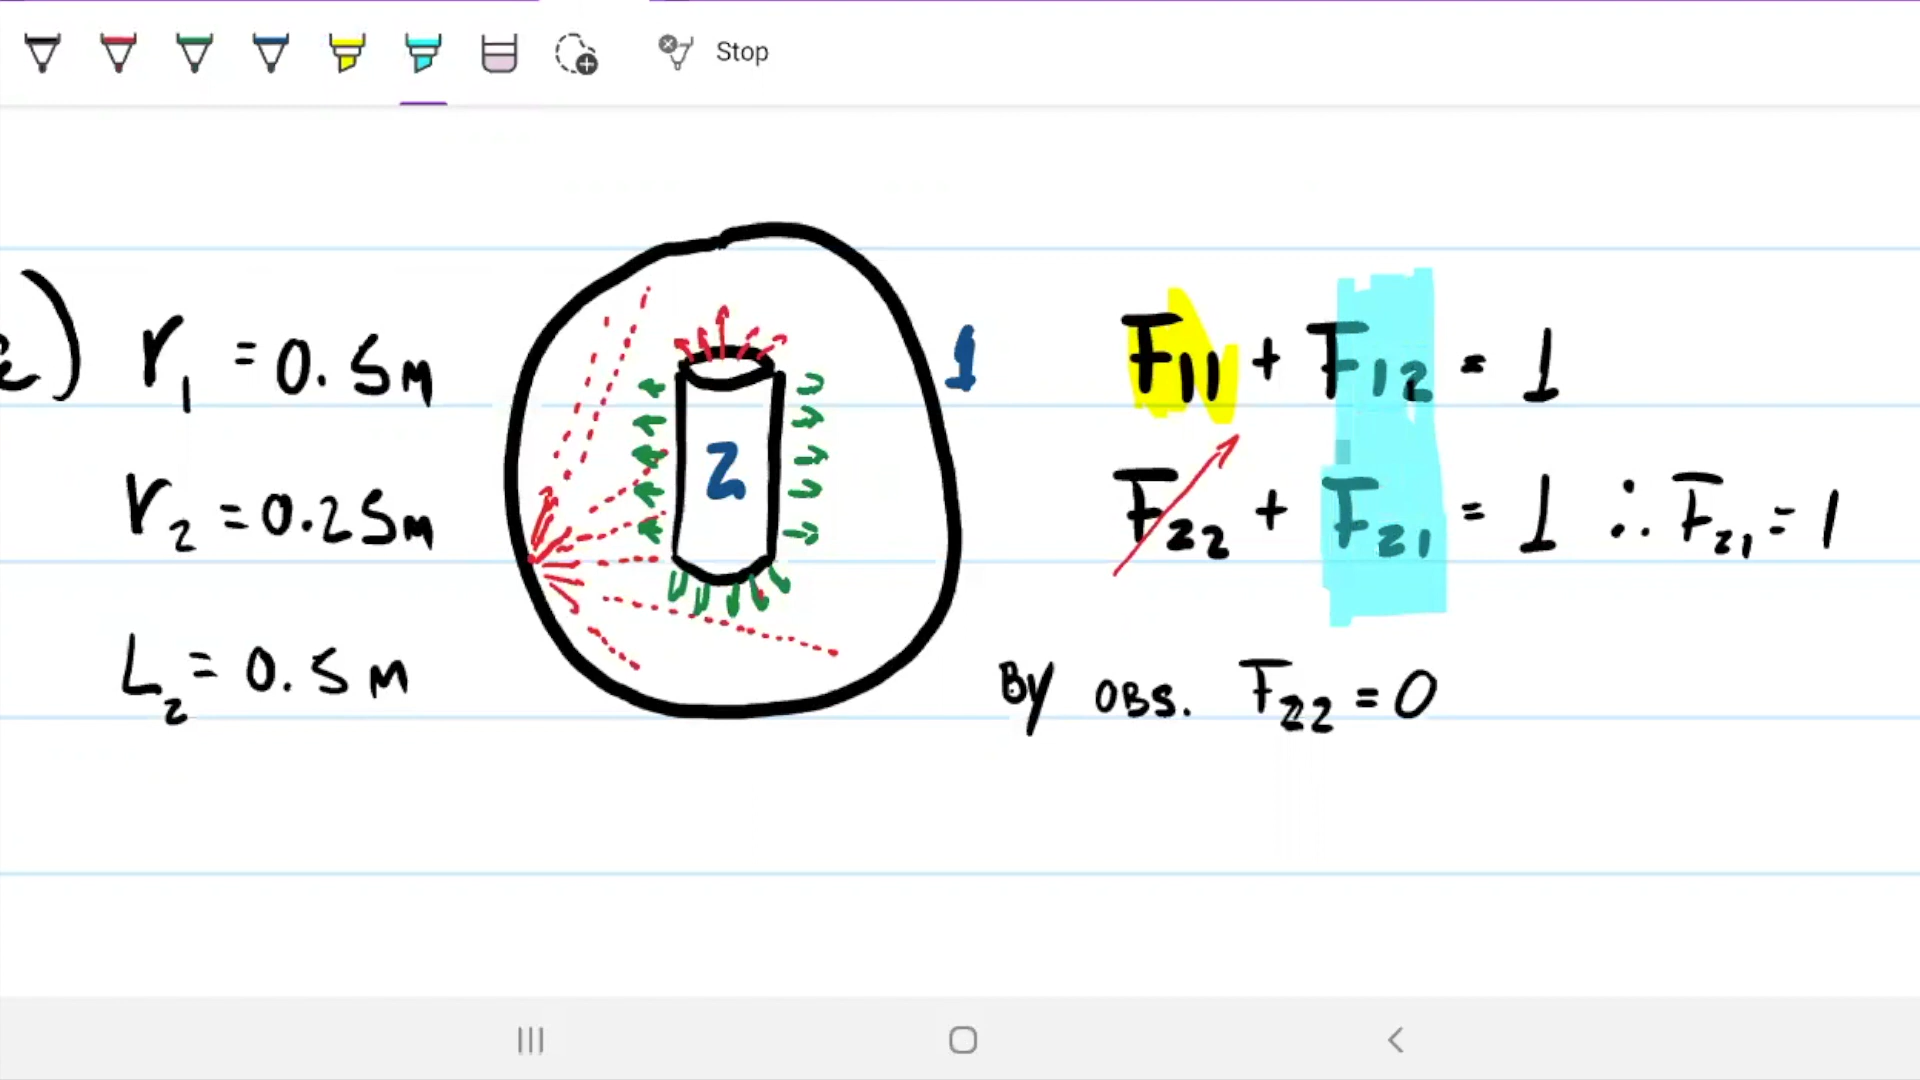 Stop
r₁ = 0.5m
r₂ = 0.25m
L₂ = 0.5m
1
2
F₁₁ + F₁₂ = 1
F₂₂ + F₂₁ = 1 ∴ F₂₁ = 1
By obs. F₂₂ = 0